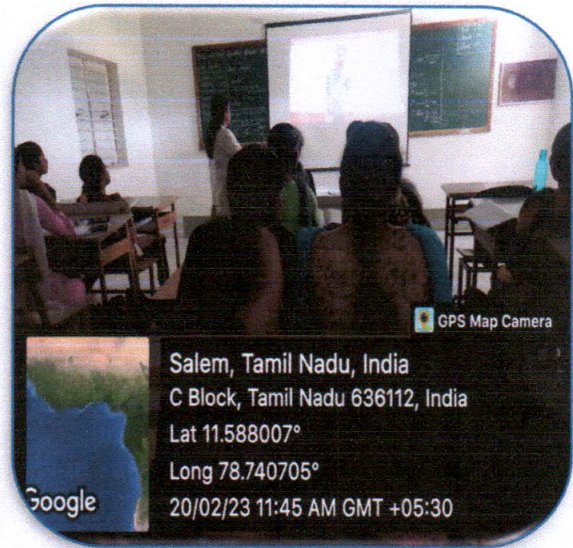 GPS Map Camera
Salem, Tamil Nadu, India
C Block, Tamil Nadu 636112, India
Lat 11.588007°
Long 78.740705°
20/02/23 11:45 AM GMT +05:30
Google